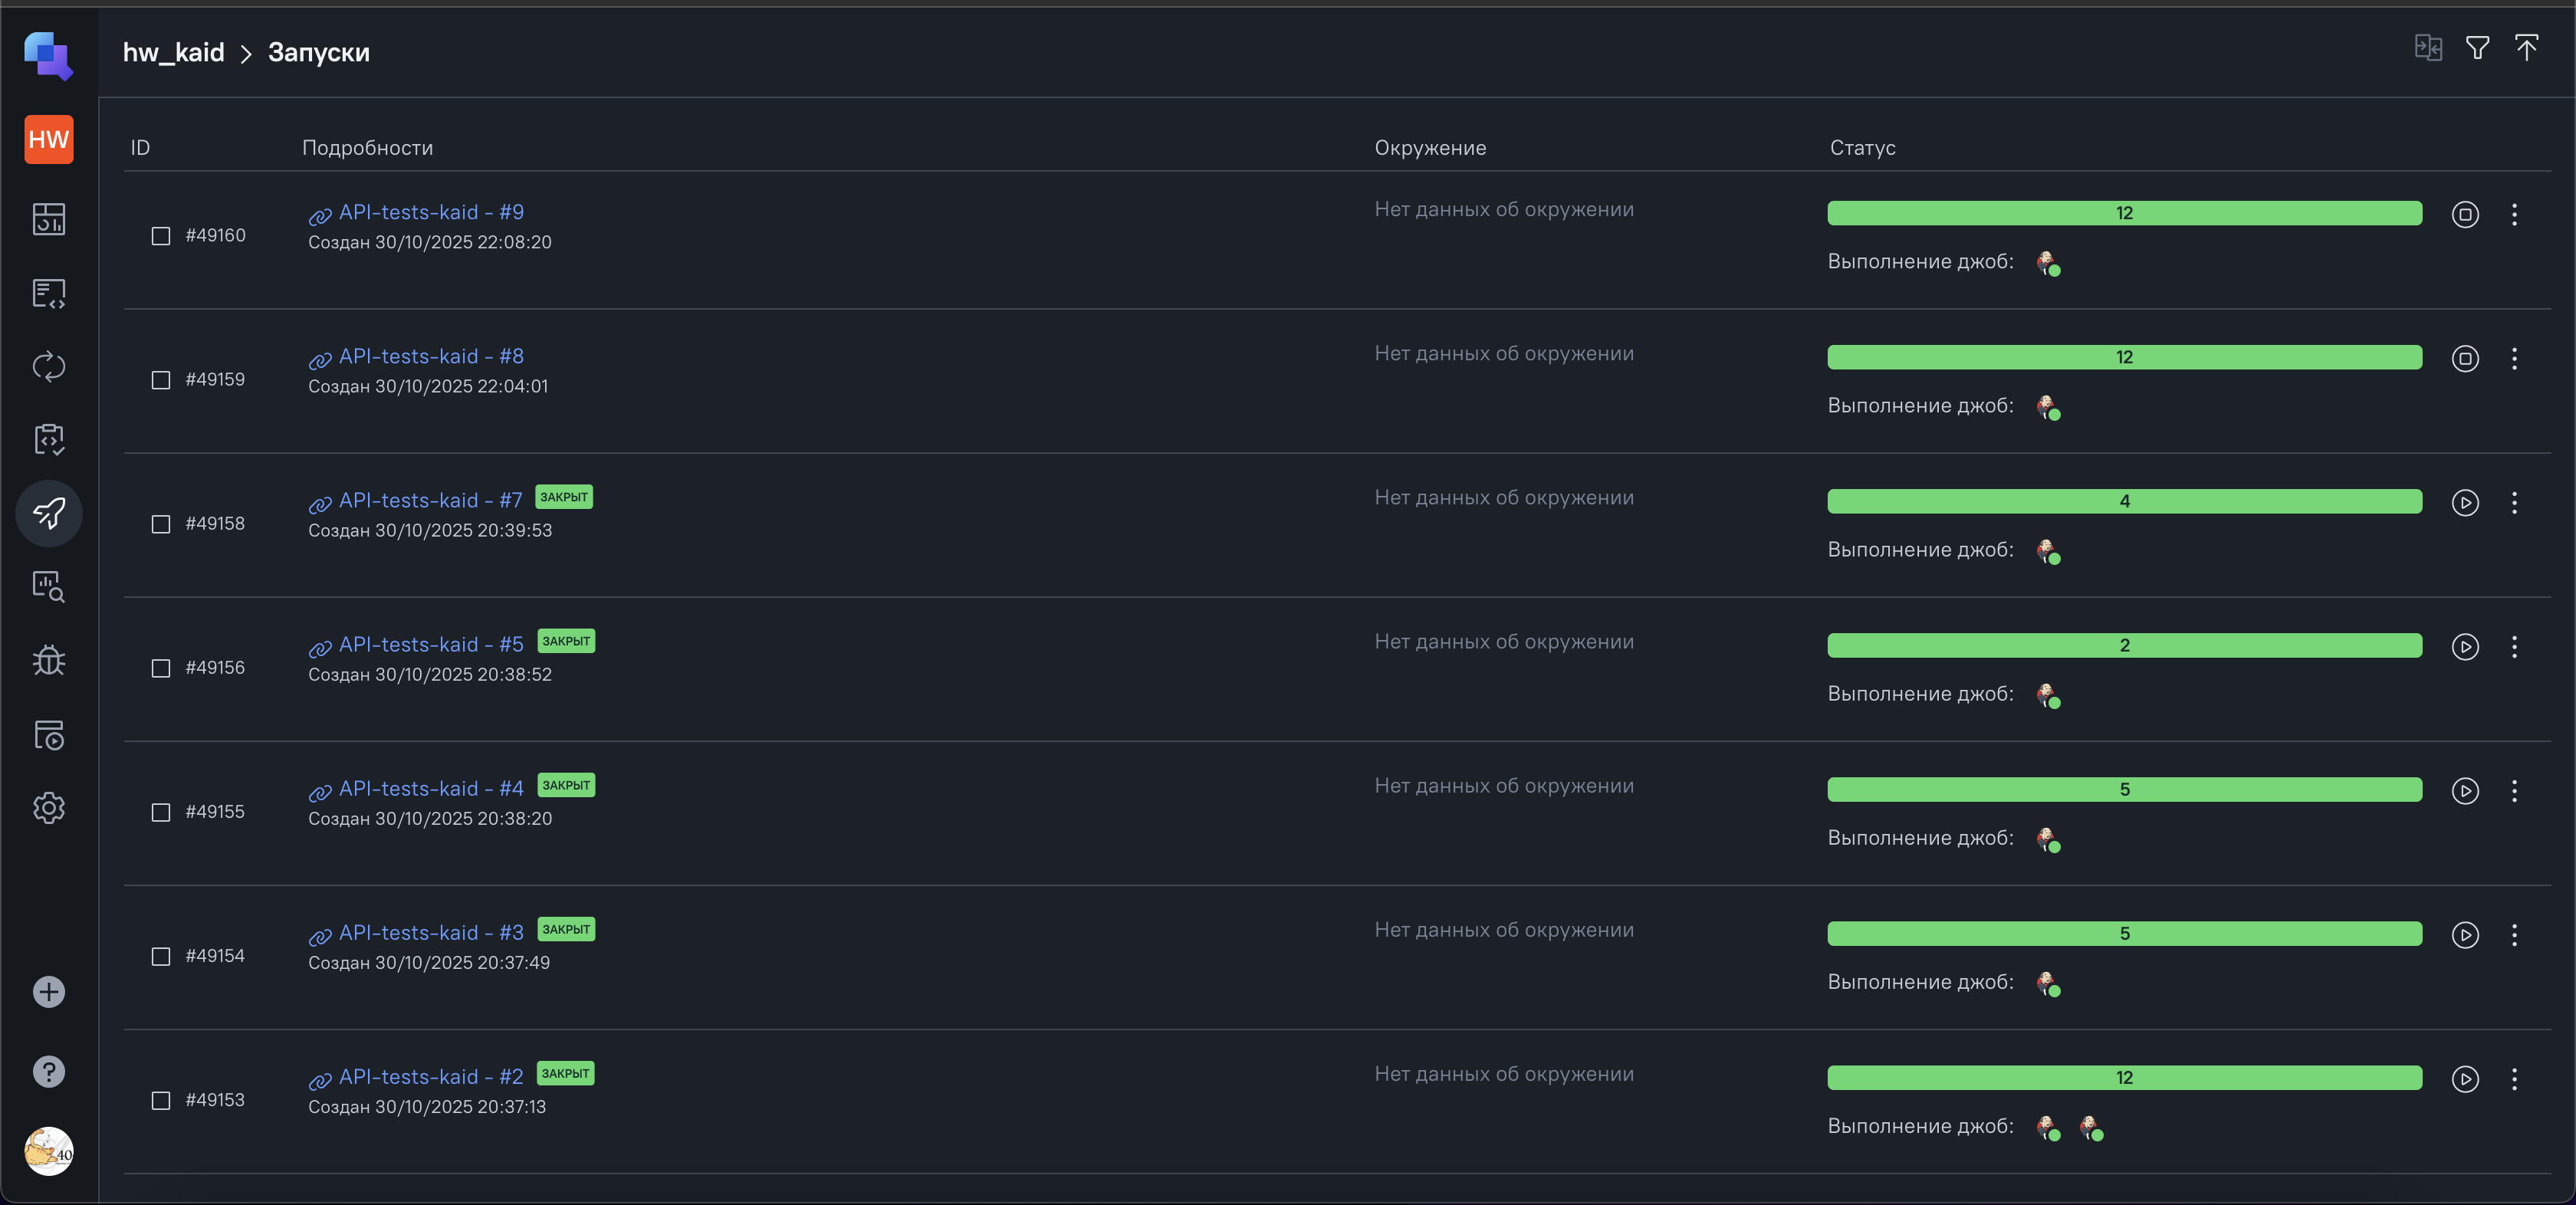 hw_kaid > Запуски
HW
ID Подробности Окружение Статус
#49160 API-tests-kaid - #9 Нет данных об окружении 12
Создан 30/10/2025 22:08:20
Выполнение джоб:
#49159 API-tests-kaid - #8 Нет данных об окружении 12
Создан 30/10/2025 22:04:01
Выполнение джоб:
#49158 API-tests-kaid - #7 ЗАКРЫТ Нет данных об окружении 4
Создан 30/10/2025 20:39:53
Выполнение джоб:
#49156 API-tests-kaid - #5 ЗАКРЫТ Нет данных об окружении 2
Создан 30/10/2025 20:38:52
Выполнение джоб:
#49155 API-tests-kaid - #4 ЗАКРЫТ Нет данных об окружении 5
Создан 30/10/2025 20:38:20
Выполнение джоб:
#49154 API-tests-kaid - #3 ЗАКРЫТ Нет данных об окружении 5
Создан 30/10/2025 20:37:49
Выполнение джоб:
#49153 API-tests-kaid - #2 ЗАКРЫТ Нет данных об окружении 12
Создан 30/10/2025 20:37:13
Выполнение джоб:
40